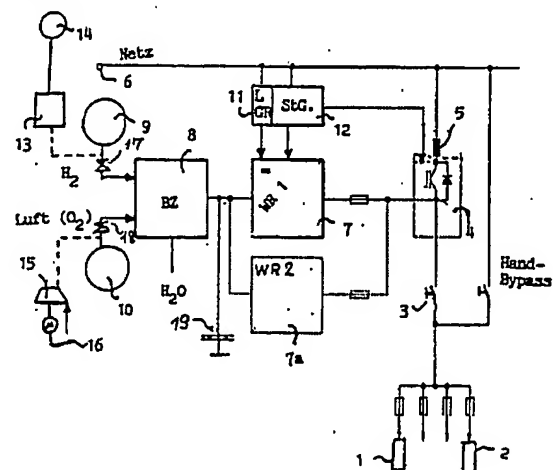 14
Netz
6
11
L
GR
StG.
12
5
13
9
17
8
H₂
BZ
=
WR 1
7
4
Luft (O₂)
18
15
10
H₂O
WR 2
7a
19
16
3
Hand-
Bypass
1
2